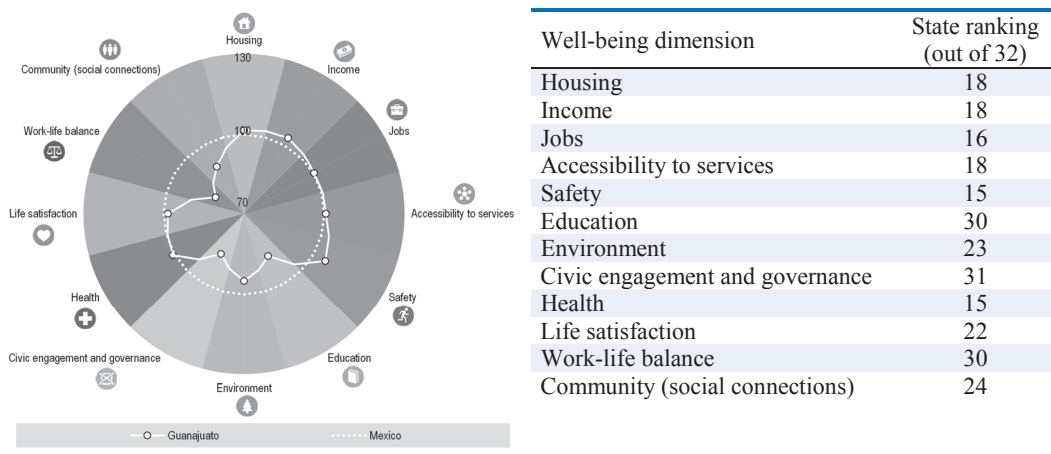 Housing
130
Income
Jobs
Accessibility to services
Safety
Education
Environment
Civic engagement and governance
Health
Life satisfaction
Work-life balance
Community (social connections)
100
70
Guanajuato
Mexico
Well-being dimension State ranking
(out of 32)
Housing 18
Income 18
Jobs 16
Accessibility to services 18
Safety 15
Education 30
Environment 23
Civic engagement and governance 31
Health 15
Life satisfaction 22
Work-life balance 30
Community (social connections) 24